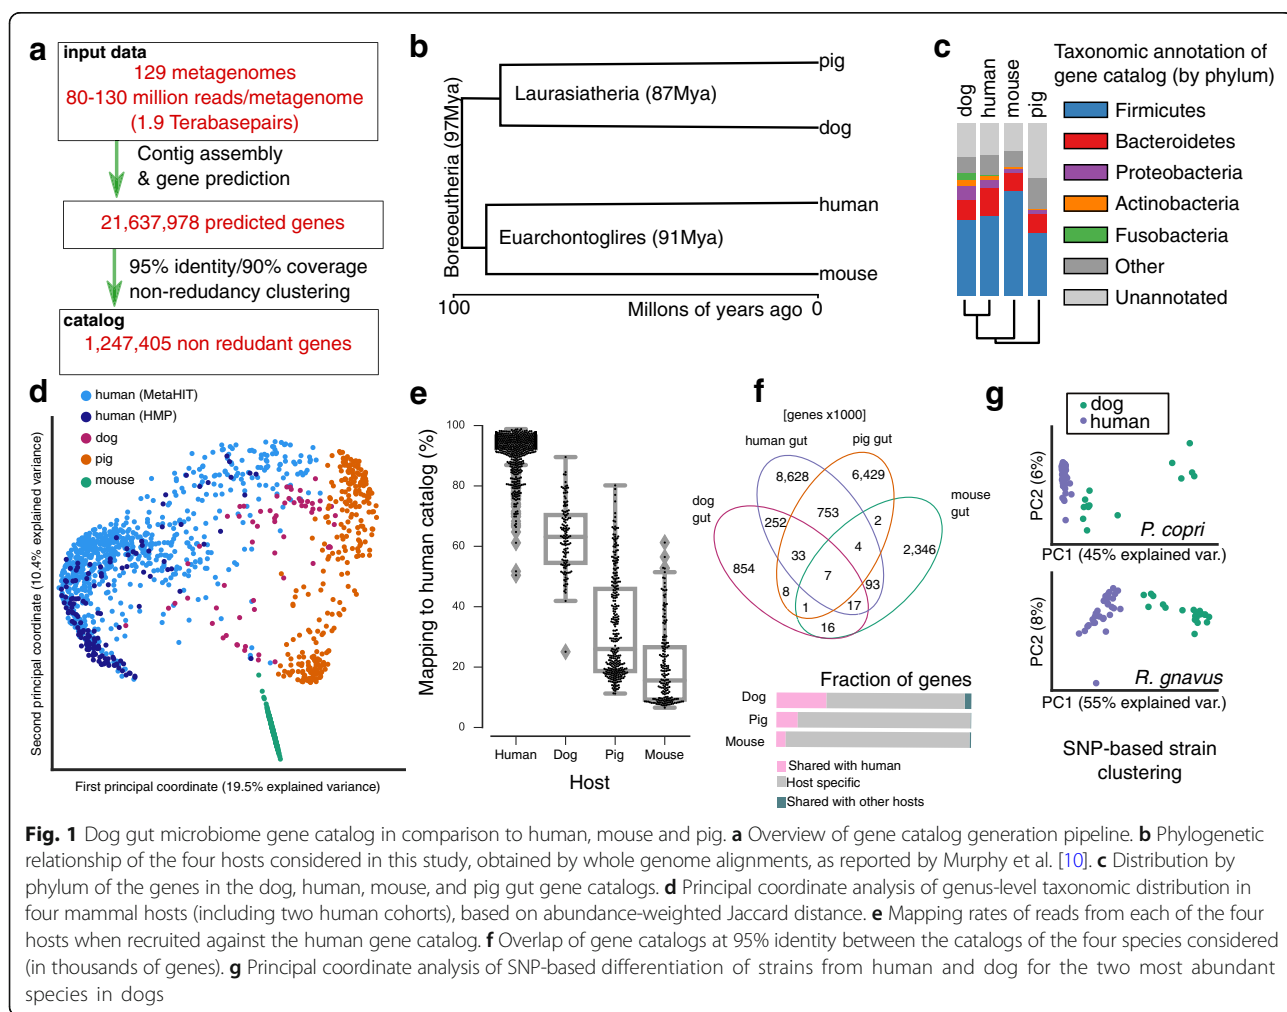 a
input data
129 metagenomes
80-130 million reads/metagenome
(1.9 Terabasepairs)
Contig assembly
& gene prediction
21,637,978 predicted genes
95% identity/90% coverage
non-redudancy clustering
catalog
1,247,405 non redudant genes
b
Boreoeutheria (97Mya)
Laurasiatheria (87Mya)
Euarchontoglires (91Mya)
pig
dog
human
mouse
100 Millons of years ago 0
c
dog
human
mouse
pig
Taxonomic annotation of
gene catalog (by phylum)
Firmicutes
Bacteroidetes
Proteobacteria
Actinobacteria
Fusobacteria
Other
Unannotated
d
human (MetaHIT)
human (HMP)
dog
pig
mouse
Second principal coordinate (10.4% explained variance)
First principal coordinate (19.5% explained variance)
e
Mapping to human catalog (%)
100
80
60
40
20
0
Human Dog Pig Mouse
Host
f
[genes x1000]
human gut
pig gut
dog
gut
mouse
gut
8,628
6,429
252
753
2
854
33
4
2,346
8
7
93
1
17
16
Fraction of genes
Dog
Pig
Mouse
Shared with human
Host specific
Shared with other hosts
g
dog
human
PC2 (6%)
P. copri
PC1 (45% explained var.)
PC2 (8%)
R. gnavus
PC1 (55% explained var.)
SNP-based strain
clustering
Fig. 1 Dog gut microbiome gene catalog in comparison to human, mouse and pig. a Overview of gene catalog generation pipeline. b Phylogenetic
relationship of the four hosts considered in this study, obtained by whole genome alignments, as reported by Murphy et al. [10]. c Distribution by
phylum of the genes in the dog, human, mouse, and pig gut gene catalogs. d Principal coordinate analysis of genus-level taxonomic distribution in
four mammal hosts (including two human cohorts), based on abundance-weighted Jaccard distance. e Mapping rates of reads from each of the four
hosts when recruited against the human gene catalog. f Overlap of gene catalogs at 95% identity between the catalogs of the four species considered
(in thousands of genes). g Principal coordinate analysis of SNP-based differentiation of strains from human and dog for the two most abundant
species in dogs